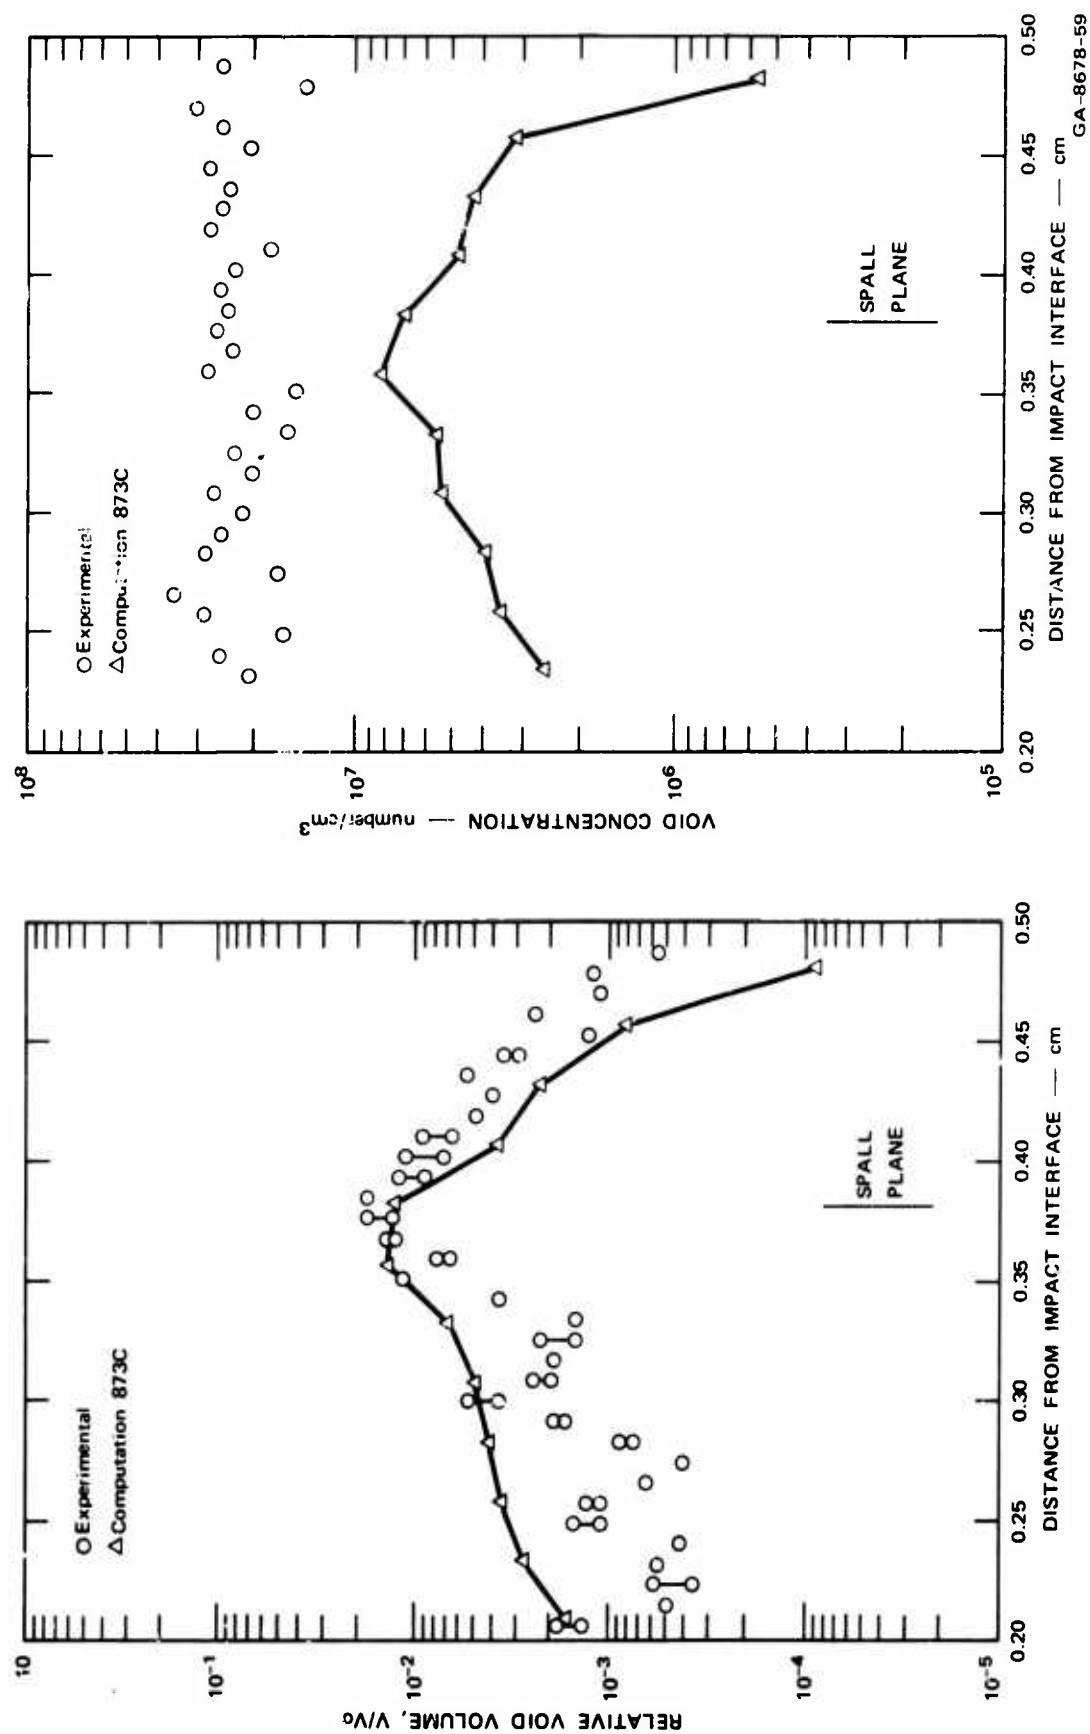 10
10-1
10-2
10-3
10-4
10-5
RELATIVE VOID VOLUME, V/Vo
○ Experimental
△ Computation 873C
SPALL
PLANE
0.20
0.25
0.30
0.35
0.40
0.45
0.50
DISTANCE FROM IMPACT INTERFACE — cm
10⁸
10⁷
10⁶
10⁵
VOID CONCENTRATION — number/cm³
○ Experimental
△ Computation 873C
SPALL
PLANE
0.20
0.25
0.30
0.35
0.40
0.45
0.50
DISTANCE FROM IMPACT INTERFACE — cm
GA-8678-59